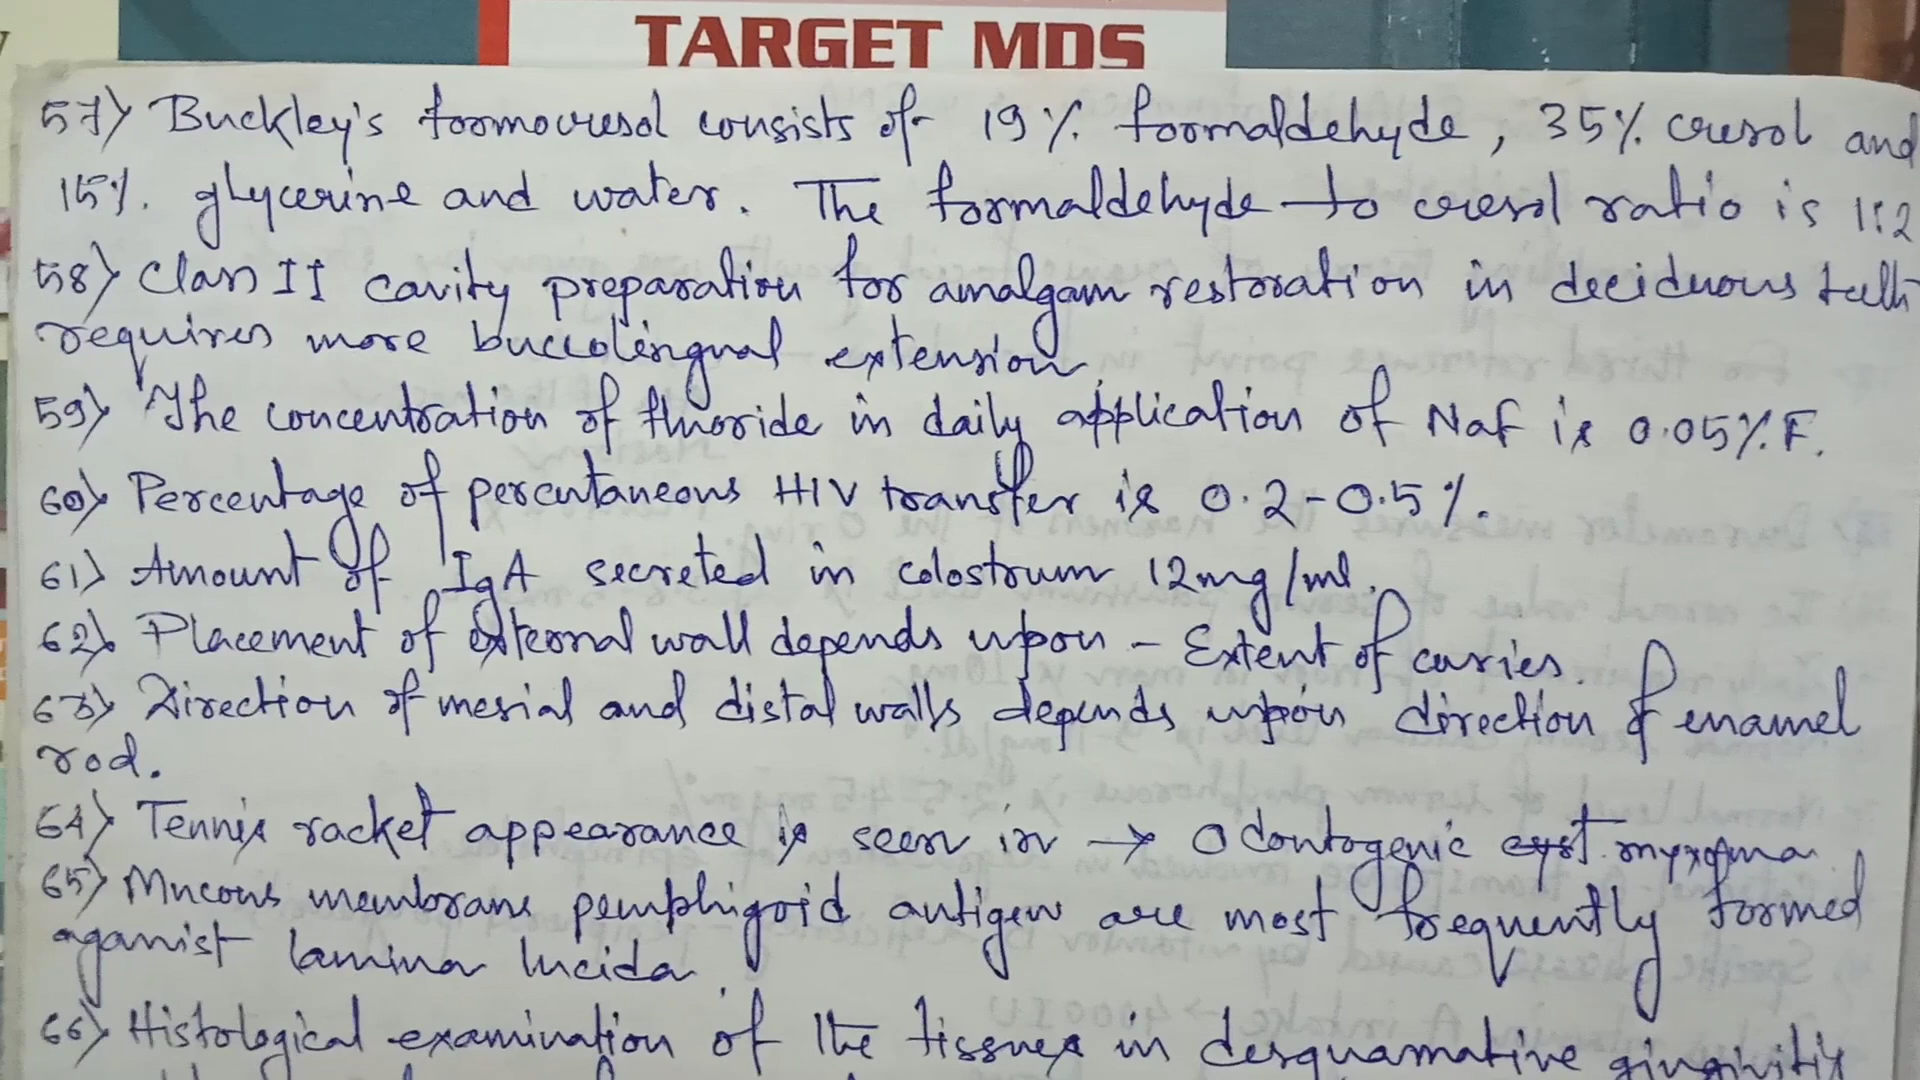 TARGET MDS
57) Buckley's formocresol consists of 19% formaldehyde, 35% cresol and
15% glycerine and water. The formaldehyde to cresol ratio is 1:2
58) Class II cavity preparation for amalgam restoration in deciduous teeth
requires more buccolingual extension.
59) The concentration of fluoride in daily application of NaF is 0.05% F.
60) Percentage of percutaneous HIV transfer is 0.2-0.5%.
61) Amount of IgA secreted in colostrum 12mg/ml.
62) Placement of external wall depends upon - Extent of caries.
63) Direction of mesial and distal walls depends upon direction of enamel
rod.
64) Tennis racket appearance is seen in → Odontogenic cyst myxoma.
65) Mucous membrane pemphigoid antigen are most frequently formed
aganist lamina lucida.
66) Histological examination of the tissues in desquamative gingivitis